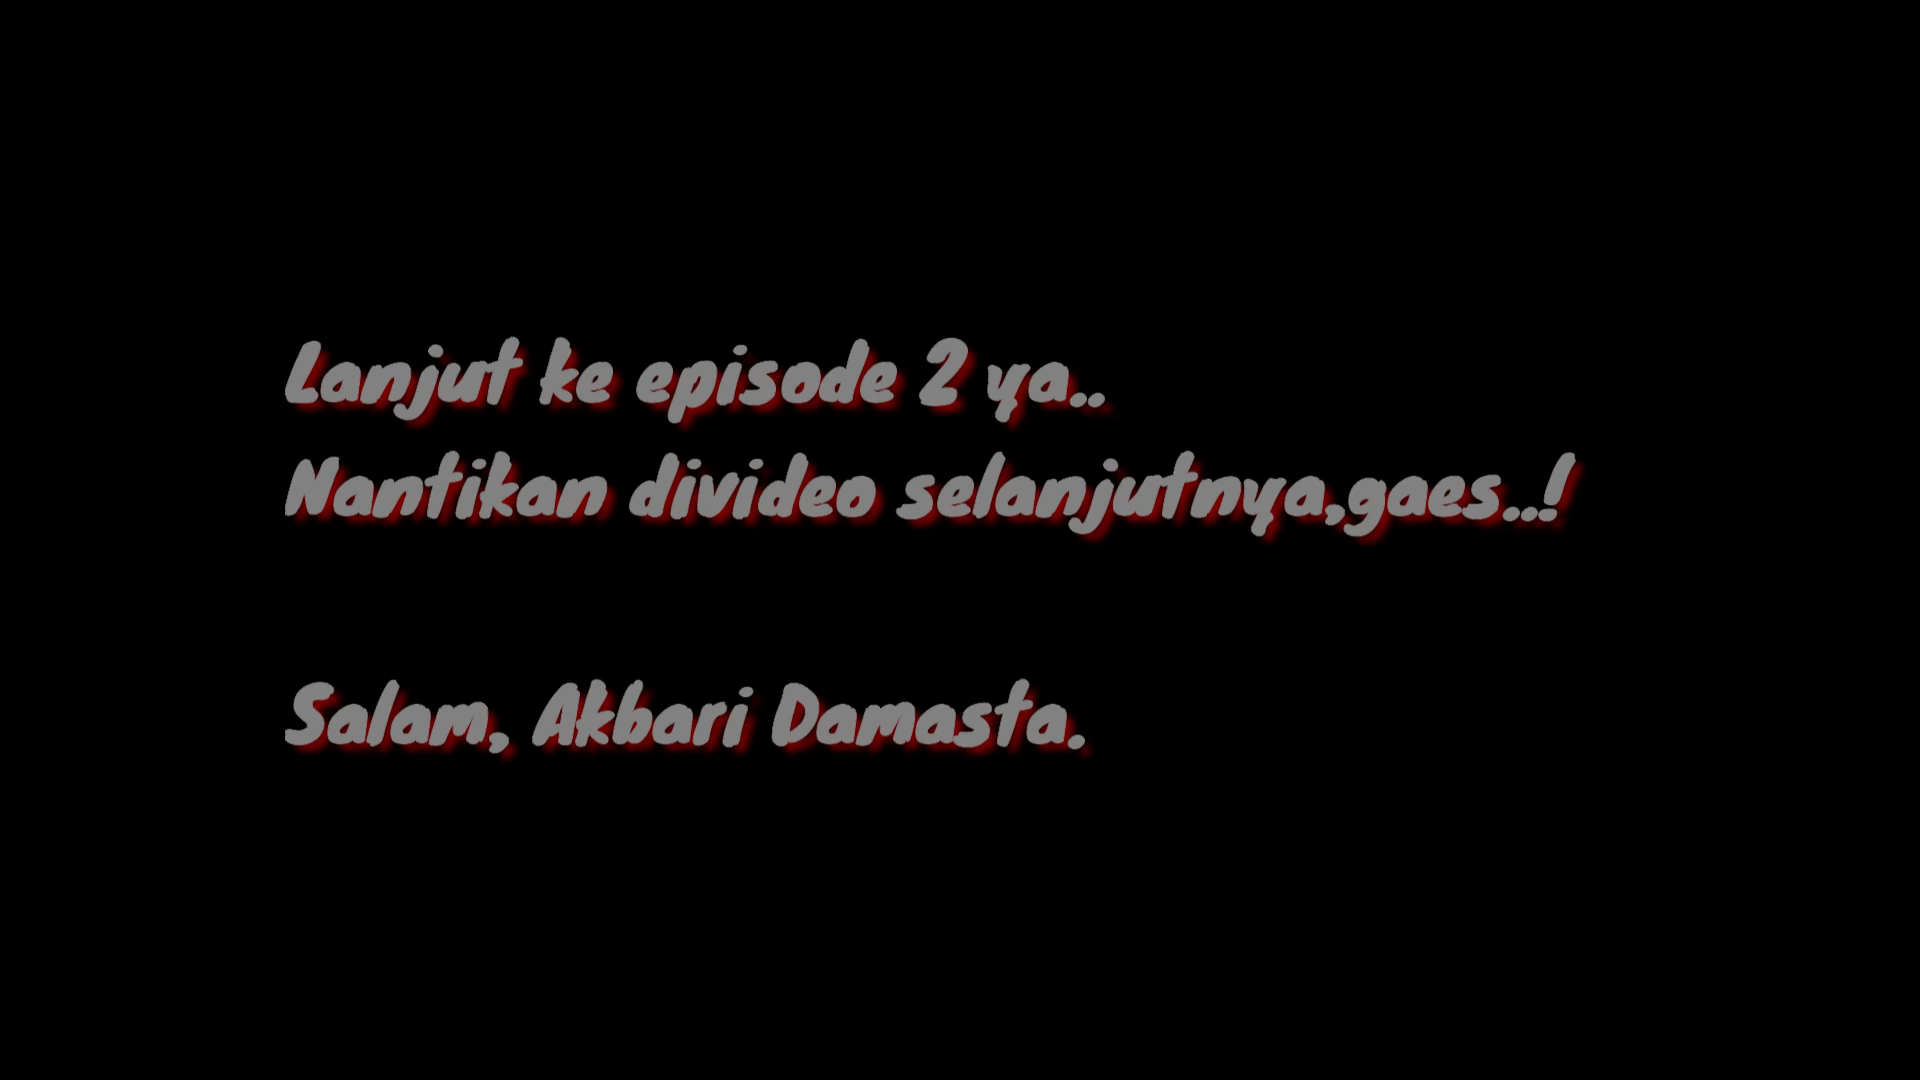 Lanjut ke episode 2 ya..
Nantikan divideo selanjutnya,gaes..!
Salam, Akbari Damasta.